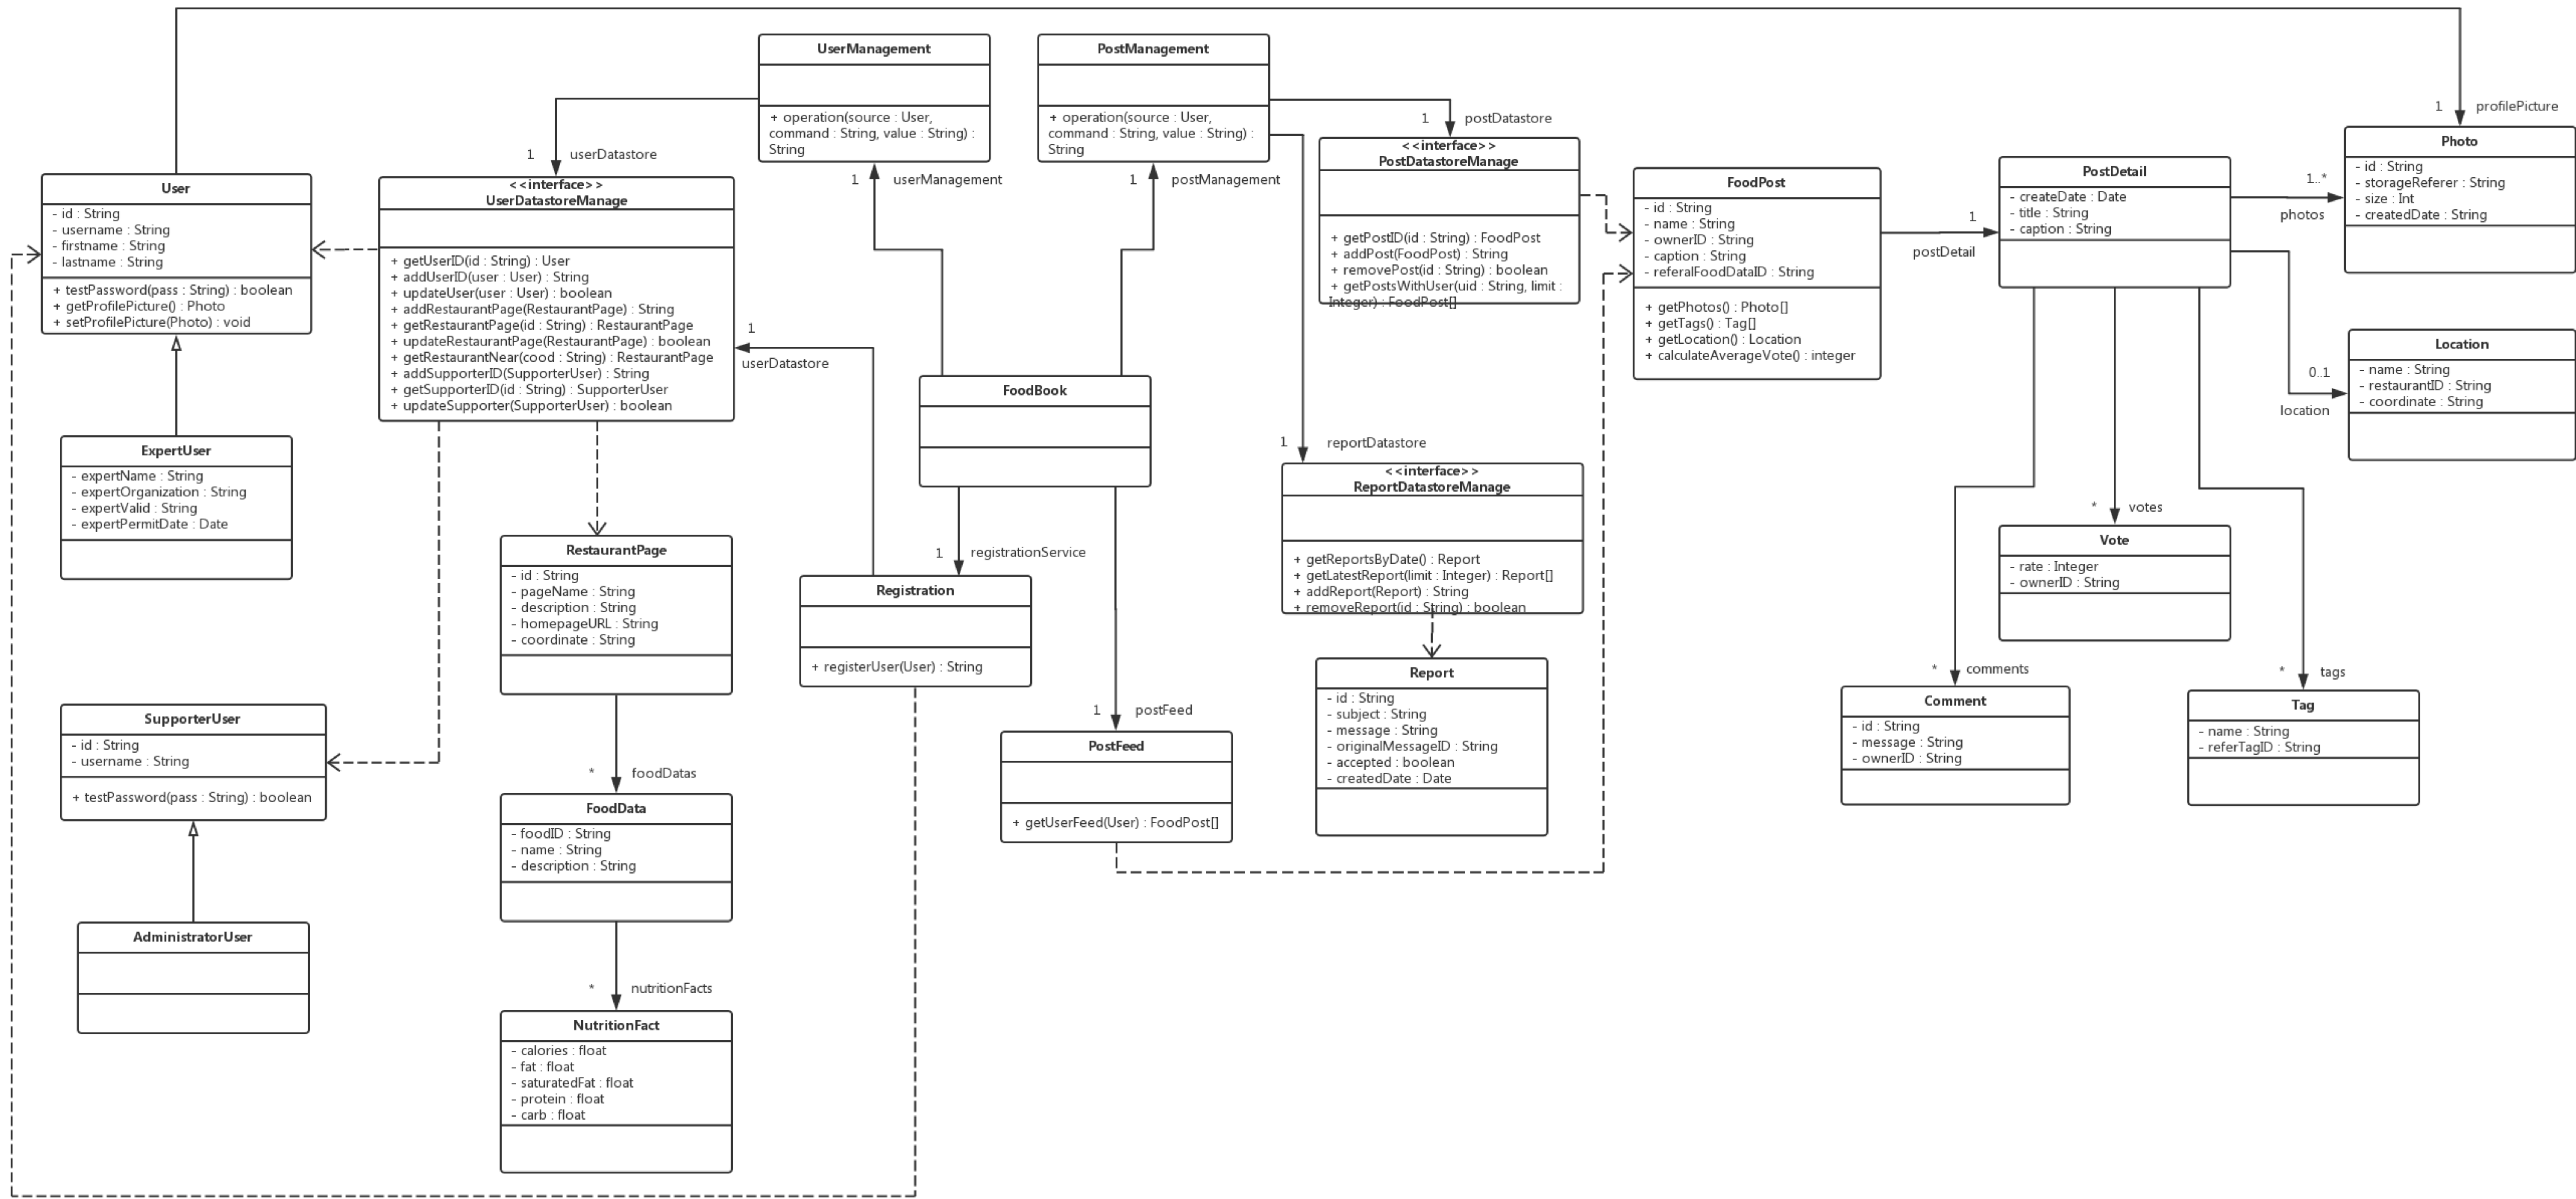 UserManagement
+ operation(source : User,
command : String, value : String) :
String
PostManagement
+ operation(source : User,
command : String, value : String) :
String
1 profilePicture
1 postDatastore
1 userDatastore
1 userManagement
1 postManagement
User
- id : String
- username : String
- firstname : String
- lastname : String
+ testPassword(pass : String) : boolean
+ getProfilePicture() : Photo
+ setProfilePicture(Photo) : void
<<interface>>
UserDatastoreManage
+ getUserID(id : String) : User
+ addUserID(user : User) : String
+ updateUser(user : User) : boolean
+ addRestaurantPage(RestaurantPage) : String
+ getRestaurantPage(id : String) : RestaurantPage
+ updateRestaurantPage(RestaurantPage) : boolean
+ getRestaurantNear(cood : String) : RestaurantPage
+ addSupporterID(SupporterUser) : String
+ getSupporterID(id : String) : SupporterUser
+ updateSupporter(SupporterUser) : boolean
1
userDatastore
<<interface>>
PostDatastoreManage
+ getPostID(id : String) : FoodPost
+ addPost(FoodPost) : String
+ removePost(id : String) : boolean
+ getPostsWithUser(uid : String, limit :
Integer) : FoodPost[]
FoodPost
- id : String
- name : String
- ownerID : String
- caption : String
- referalFoodDataID : String
+ getPhotos() : Photo[]
+ getTags() : Tag[]
+ getLocation() : Location
+ calculateAverageVote() : integer
1
postDetail
PostDetail
- createDate : Date
- title : String
- caption : String
1..*
photos
Photo
- id : String
- storageReferer : String
- size : Int
- createdDate : String
0..1
location
Location
- name : String
- restaurantID : String
- coordinate : String
FoodBook
ExpertUser
- expertName : String
- expertOrganization : String
- expertValid : String
- expertPermitDate : Date
1 reportDatastore
<<interface>>
ReportDatastoreManage
+ getReportsByDate() : Report
+ getLatestReport(limit : Integer) : Report[]
+ addReport(Report) : String
+ removeReport(id : String) : boolean
* votes
Vote
- rate : Integer
- ownerID : String
RestaurantPage
- id : String
- pageName : String
- description : String
- homepageURL : String
- coordinate : String
1 registrationService
Registration
+ registerUser(User) : String
Report
- id : String
- subject : String
- message : String
- originalMessageID : String
- accepted : boolean
- createdDate : Date
* comments
Comment
- id : String
- message : String
- ownerID : String
* tags
Tag
- name : String
- referTagID : String
SupporterUser
- id : String
- username : String
+ testPassword(pass : String) : boolean
1 postFeed
PostFeed
+ getUserFeed(User) : FoodPost[]
* foodDatas
FoodData
- foodID : String
- name : String
- description : String
AdministratorUser
* nutritionFacts
NutritionFact
- calories : float
- fat : float
- saturatedFat : float
- protein : float
- carb : float